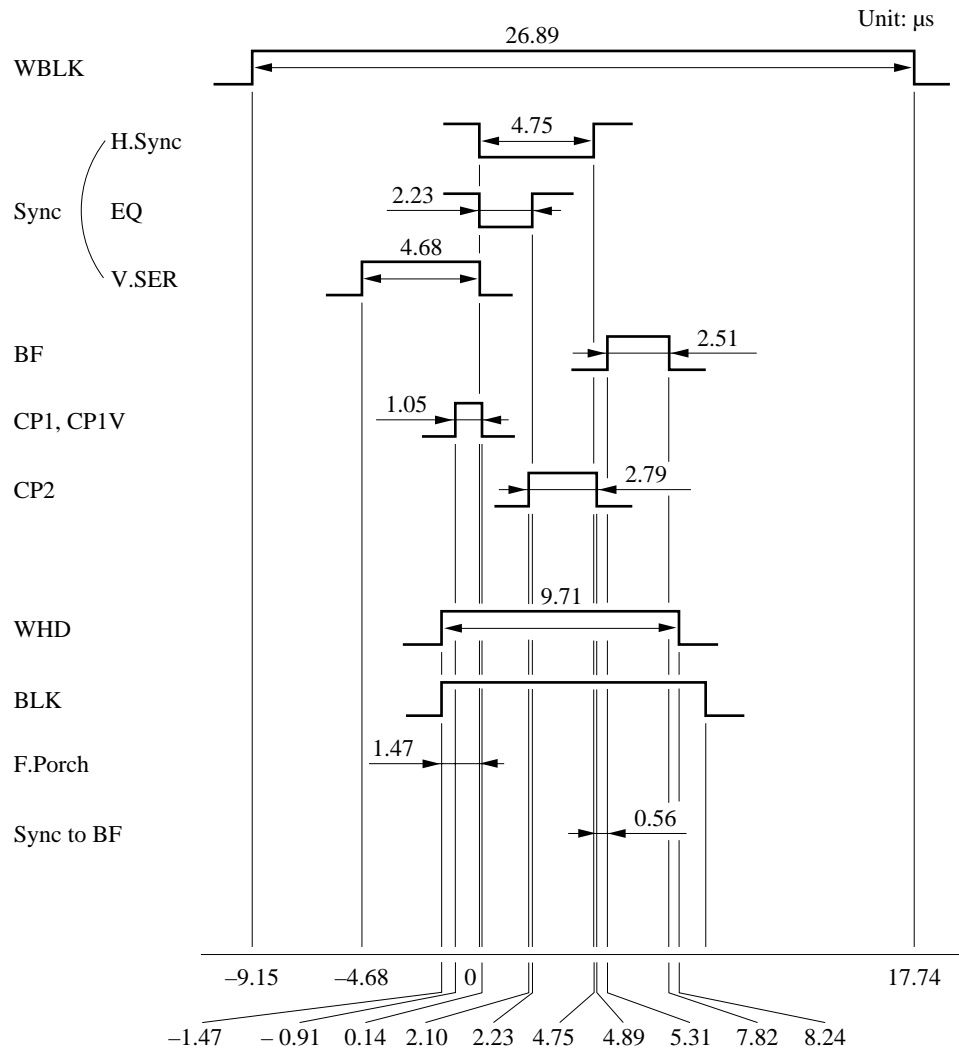 Unit: µs
WBLK 26.89
H.Sync 4.75
Sync EQ 2.23
V.SER 4.68
BF 2.51
CP1, CP1V 1.05
CP2 2.79
WHD 9.71
BLK
F.Porch 1.47
Sync to BF 0.56
–9.15 –4.68 0 17.74
–1.47 – 0.91 0.14 2.10 2.23 4.75 4.89 5.31 7.82 8.24